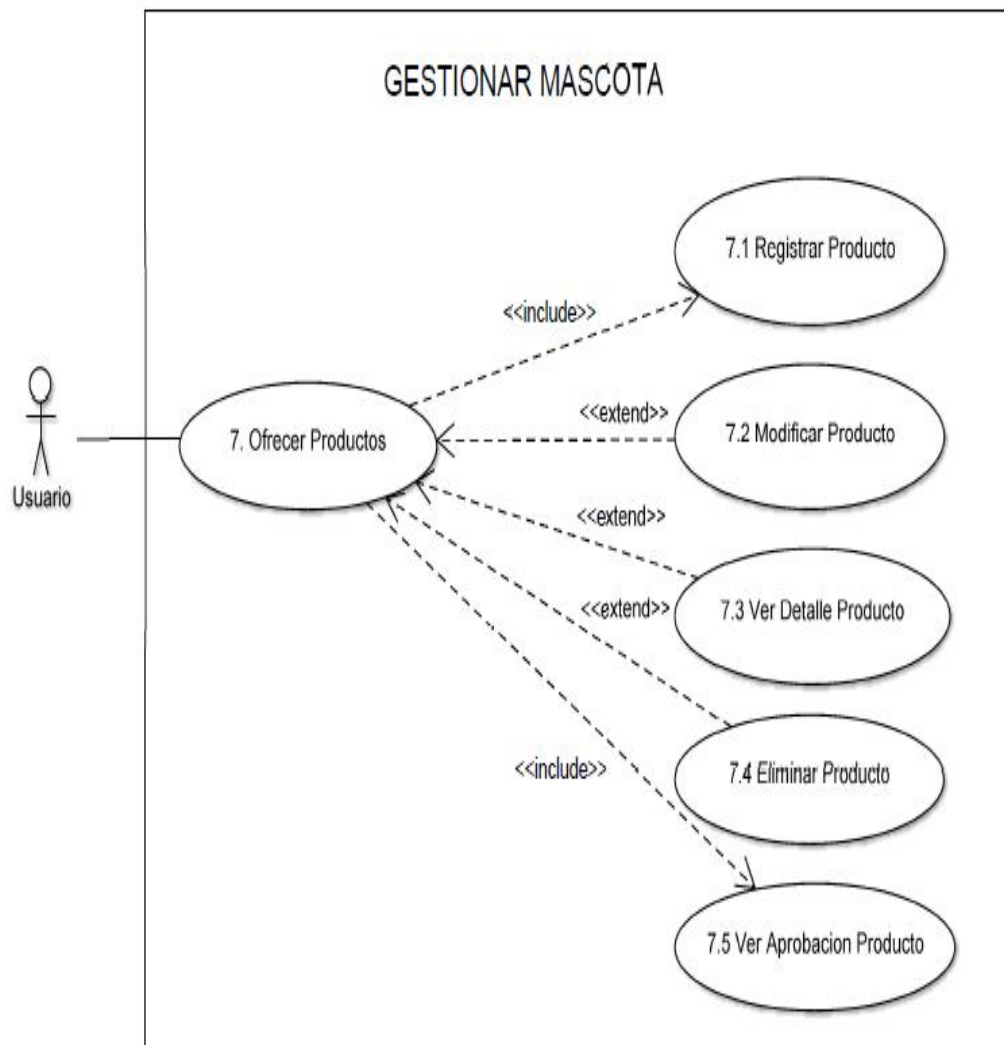 GESTIONAR MASCOTA
7.1 Registrar Producto
<<include>>
<<extend>>
7. Ofrecer Productos
7.2 Modificar Producto
Usuario
<<extend>>
7.3 Ver Detalle Producto
<<extend>>
<<include>>
7.4 Eliminar Producto
7.5 Ver Aprobacion Producto